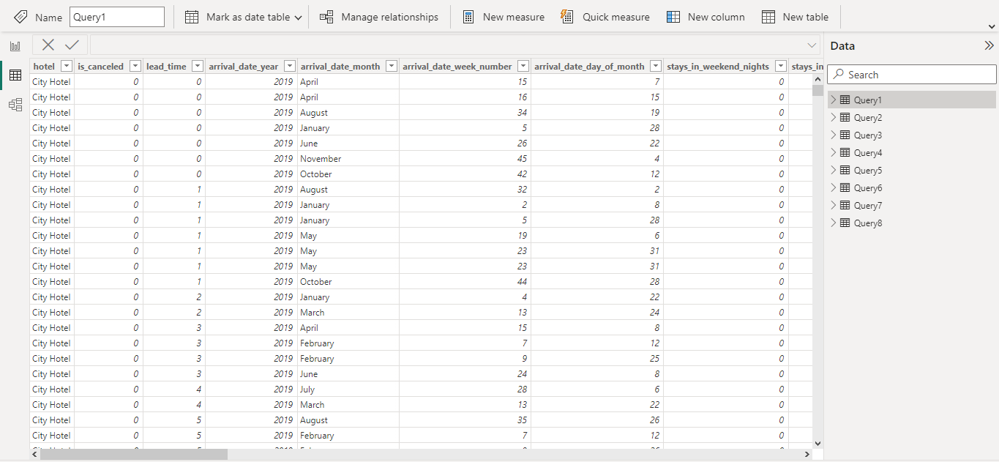 Name Query1 Mark as date table Manage relationships New measure Quick measure New column New table
Data
hotel is_canceled lead_time arrival_date_year arrival_date_month arrival_date_week_number arrival_date_day_of_month stays_in_weekend_nights stays_in
Search
City Hotel 0 0 2019 April 15 7 0
City Hotel 0 0 2019 April 16 15 0
City Hotel 0 0 2019 August 34 19 0
City Hotel 0 0 2019 January 5 28 0
City Hotel 0 0 2019 June 26 22 0
City Hotel 0 0 2019 November 45 4 0
City Hotel 0 0 2019 October 42 12 0
City Hotel 0 1 2019 August 32 2 0
City Hotel 0 1 2019 January 2 8 0
City Hotel 0 1 2019 January 5 28 0
City Hotel 0 1 2019 May 19 6 0
City Hotel 0 1 2019 May 23 31 0
City Hotel 0 1 2019 May 23 31 0
City Hotel 0 1 2019 October 44 28 0
City Hotel 0 2 2019 January 4 22 0
City Hotel 0 2 2019 March 13 24 0
City Hotel 0 3 2019 April 15 8 0
City Hotel 0 3 2019 February 7 12 0
City Hotel 0 3 2019 February 9 25 0
City Hotel 0 3 2019 June 24 8 0
City Hotel 0 4 2019 July 28 6 0
City Hotel 0 4 2019 March 13 22 0
City Hotel 0 5 2019 August 35 26 0
City Hotel 0 5 2019 February 7 12 0
Query1
Query2
Query3
Query4
Query5
Query6
Query7
Query8